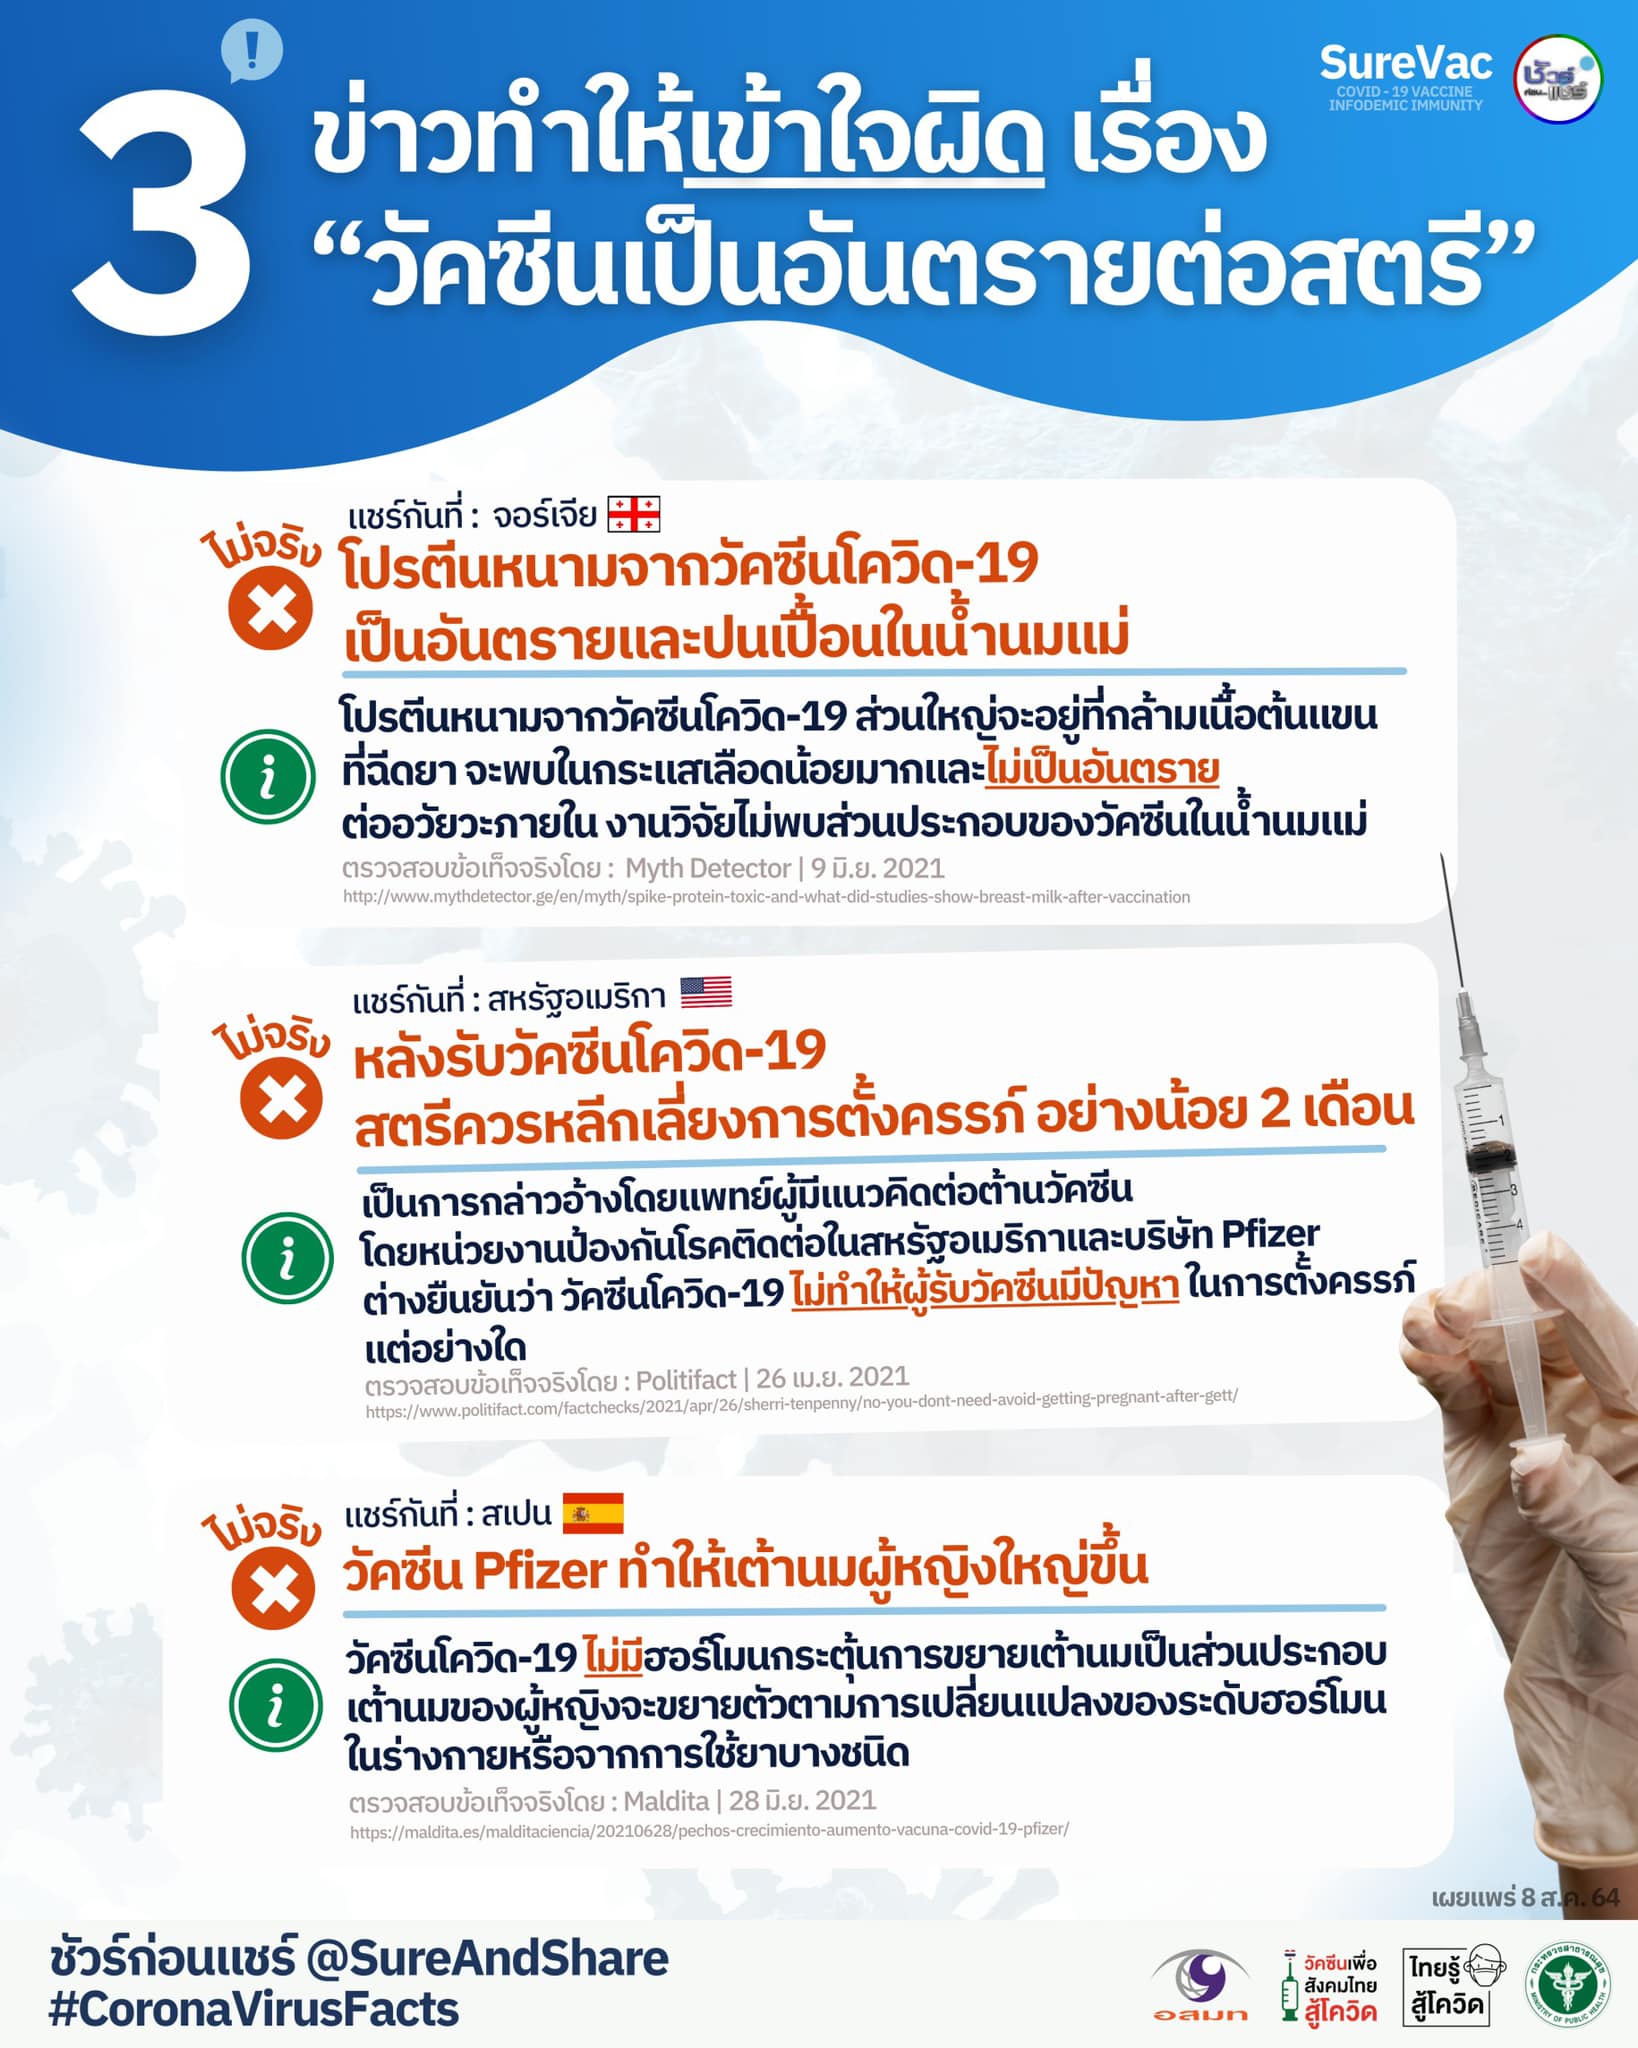 3
!
ข่าวทำให้เข้าใจผิด เรื่อง
“วัคซีนเป็นอันตรายต่อสตรี”
SureVac
COVID - 19 VACCINE
INFODEMIC IMMUNITY
ชัวร์
ก่อน...แชร์
แชร์กันที่ : จอร์เจีย
ไม่จริง
โปรตีนหนามจากวัคซีนโควิด-19
เป็นอันตรายและปนเปื้อนในน้ำนมแม่
โปรตีนหนามจากวัคซีนโควิด-19 ส่วนใหญ่จะอยู่ที่กล้ามเนื้อต้นแขน
ที่ฉีดยา จะพบในกระแสเลือดน้อยมากและไม่เป็นอันตราย
ต่ออวัยวะภายใน งานวิจัยไม่พบส่วนประกอบของวัคซีนในน้ำนมแม่
ตรวจสอบข้อเท็จจริงโดย : Myth Detector | 9 มิ.ย. 2021
http://www.mythdetector.ge/en/myth/spike-protein-toxic-and-what-did-studies-show-breast-milk-after-vaccination
แชร์กันที่ : สหรัฐอเมริกา
ไม่จริง
หลังรับวัคซีนโควิด-19
สตรีควรหลีกเลี่ยงการตั้งครรภ์ อย่างน้อย 2 เดือน
เป็นการกล่าวอ้างโดยแพทย์ผู้มีแนวคิดต่อต้านวัคซีน
โดยหน่วยงานป้องกันโรคติดต่อในสหรัฐอเมริกาและบริษัท Pfizer
ต่างยืนยันว่า วัคซีนโควิด-19 ไม่ทำให้ผู้รับวัคซีนมีปัญหา ในการตั้งครรภ์
แต่อย่างใด
ตรวจสอบข้อเท็จจริงโดย : Politifact | 26 เม.ย. 2021
https://www.politifact.com/factchecks/2021/apr/26/sherri-tenpenny/no-you-dont-need-avoid-getting-pregnant-after-gett/
แชร์กันที่ : สเปน
ไม่จริง
วัคซีน Pfizer ทำให้เต้านมผู้หญิงใหญ่ขึ้น
วัคซีนโควิด-19 ไม่มีฮอร์โมนกระตุ้นการขยายเต้านมเป็นส่วนประกอบ
เต้านมของผู้หญิงจะขยายตัวตามการเปลี่ยนแปลงของระดับฮอร์โมน
ในร่างกายหรือจากการใช้ยาบางชนิด
ตรวจสอบข้อเท็จจริงโดย : Maldita | 28 มิ.ย. 2021
https://maldita.es/malditaciencia/20210628/pechos-crecimiento-aumento-vacuna-covid-19-pfizer/
1
2
3
4
เผยแพร่ 8 ส.ค. 64
ชัวร์ก่อนแชร์ @SureAndShare
#CoronaVirusFacts
อสมท
วัคซีนเพื่อ
สังคมไทย
สู้โควิด
ไทยรู้
สู้โควิด
กระทรวงสาธารณสุข
MINISTRY OF PUBLIC HEALTH